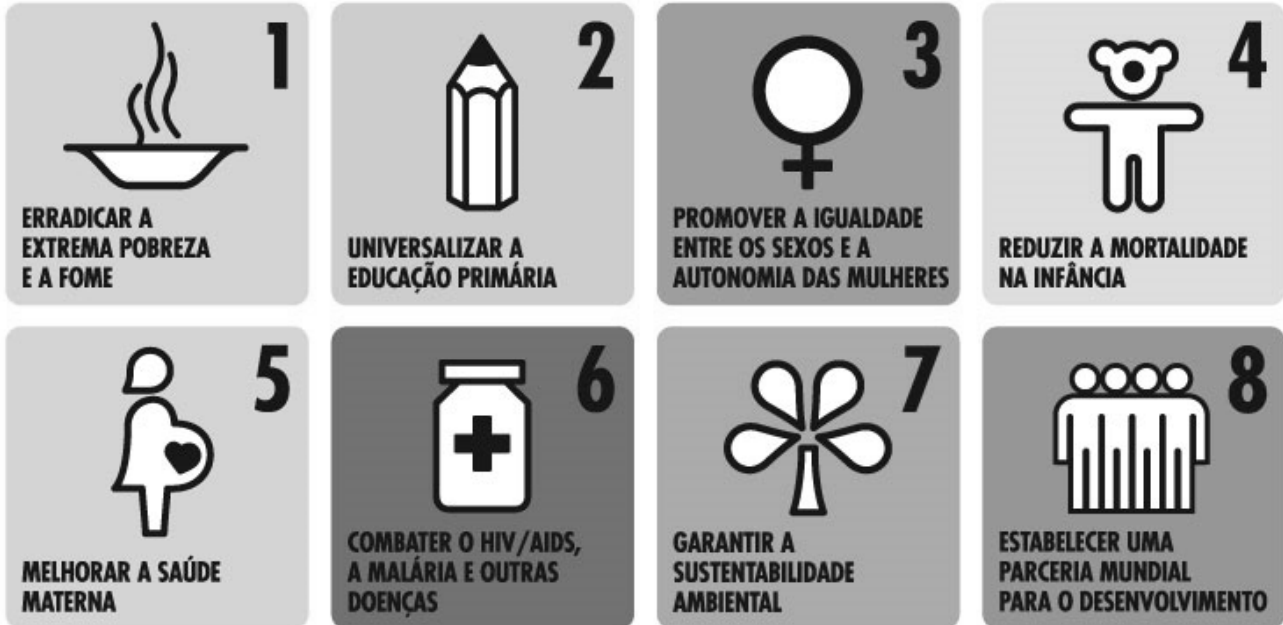 1
ERRADICAR A
EXTREMA POBREZA
E A FOME
2
UNIVERSALIZAR A
EDUCAÇÃO PRIMÁRIA
3
PROMOVER A IGUALDADE
ENTRE OS SEXOS E A
AUTONOMIA DAS MULHERES
4
REDUZIR A MORTALIDADE
NA INFÂNCIA
5
MELHORAR A SAÚDE
MATERNA
6
COMBATER O HIV/AIDS,
A MALÁRIA E OUTRAS
DOENÇAS
7
GARANTIR A
SUSTENTABILIDADE
AMBIENTAL
8
ESTABELECER UMA
PARCERIA MUNDIAL
PARA O DESENVOLVIMENTO